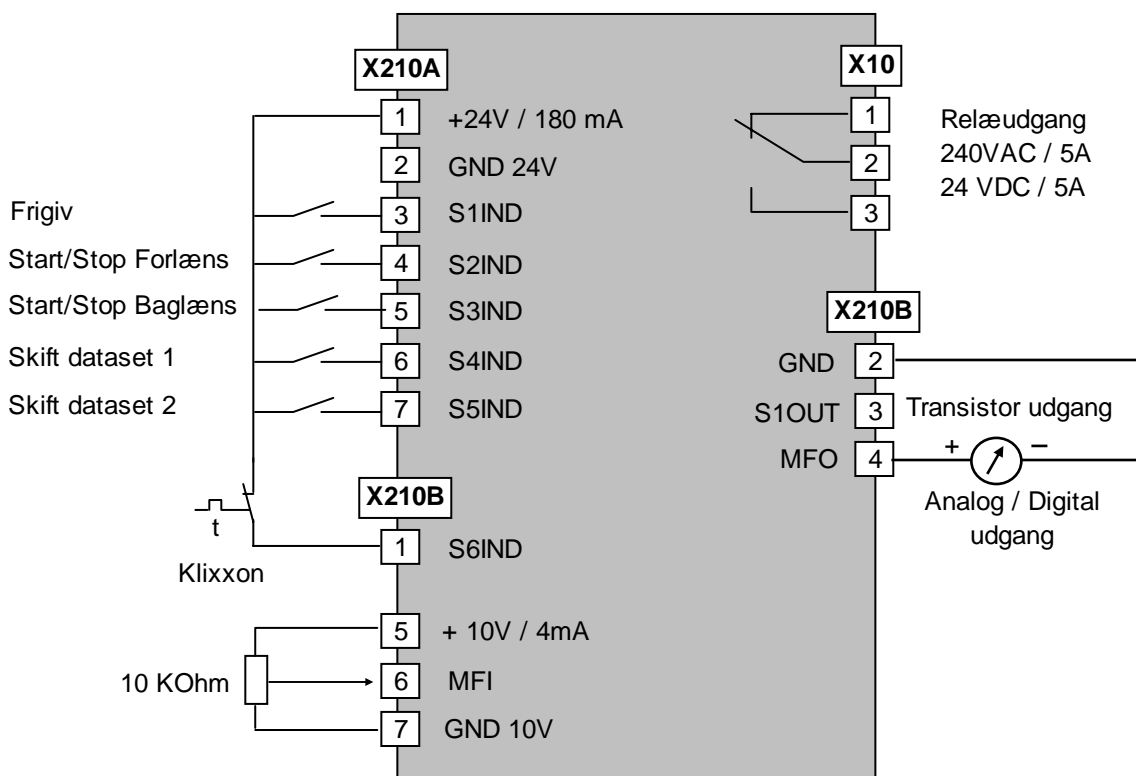 X210A
1 +24V / 180 mA
2 GND 24V
Frigiv 3 S1IND
Start/Stop Forlæns 4 S2IND
Start/Stop Baglæns 5 S3IND
Skift dataset 1 6 S4IND
Skift dataset 2 7 S5IND
X210B
t
Klixxon
1 S6IND
5 + 10V / 4mA
10 KOhm 6 MFI
7 GND 10V
X10
1
2
3
Relæudgang
240VAC / 5A
24 VDC / 5A
X210B
GND 2
S1OUT 3 Transistor udgang
MFO 4 + −
Analog / Digital
udgang